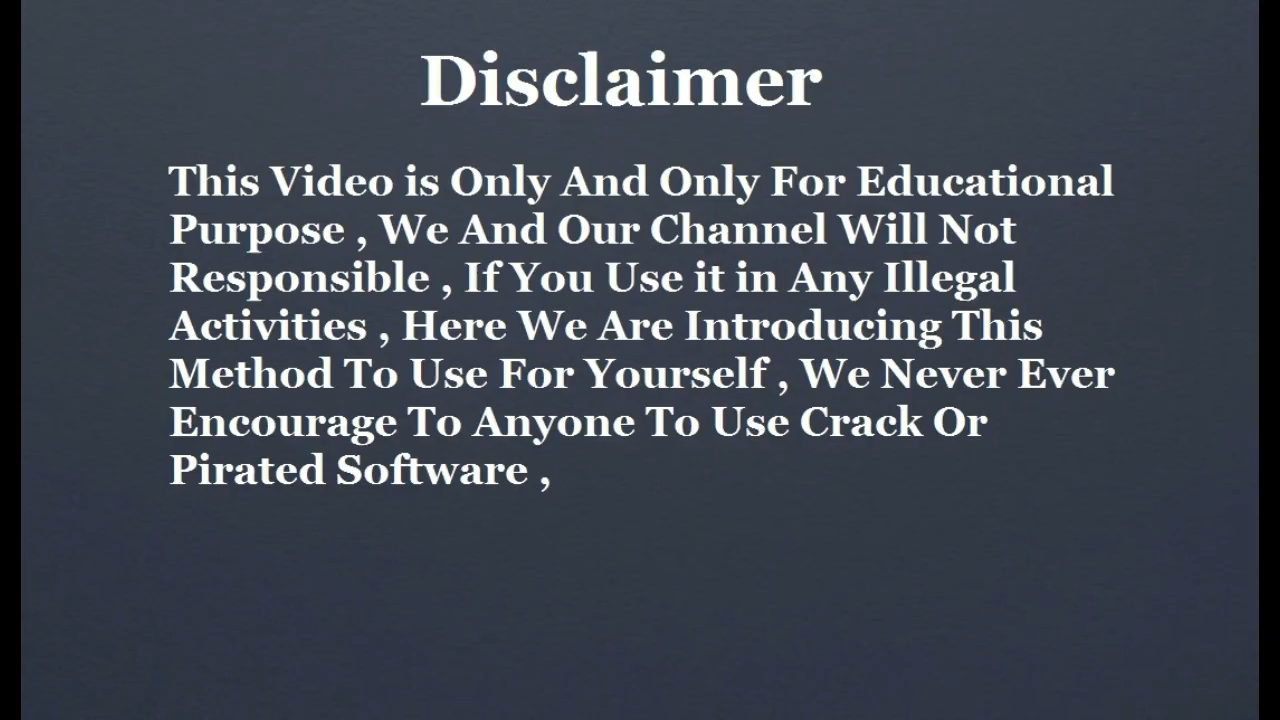 Disclaimer
This Video is Only And Only For Educational
Purpose , We And Our Channel Will Not
Responsible , If You Use it in Any Illegal
Activities , Here We Are Introducing This
Method To Use For Yourself , We Never Ever
Encourage To Anyone To Use Crack Or
Pirated Software ,